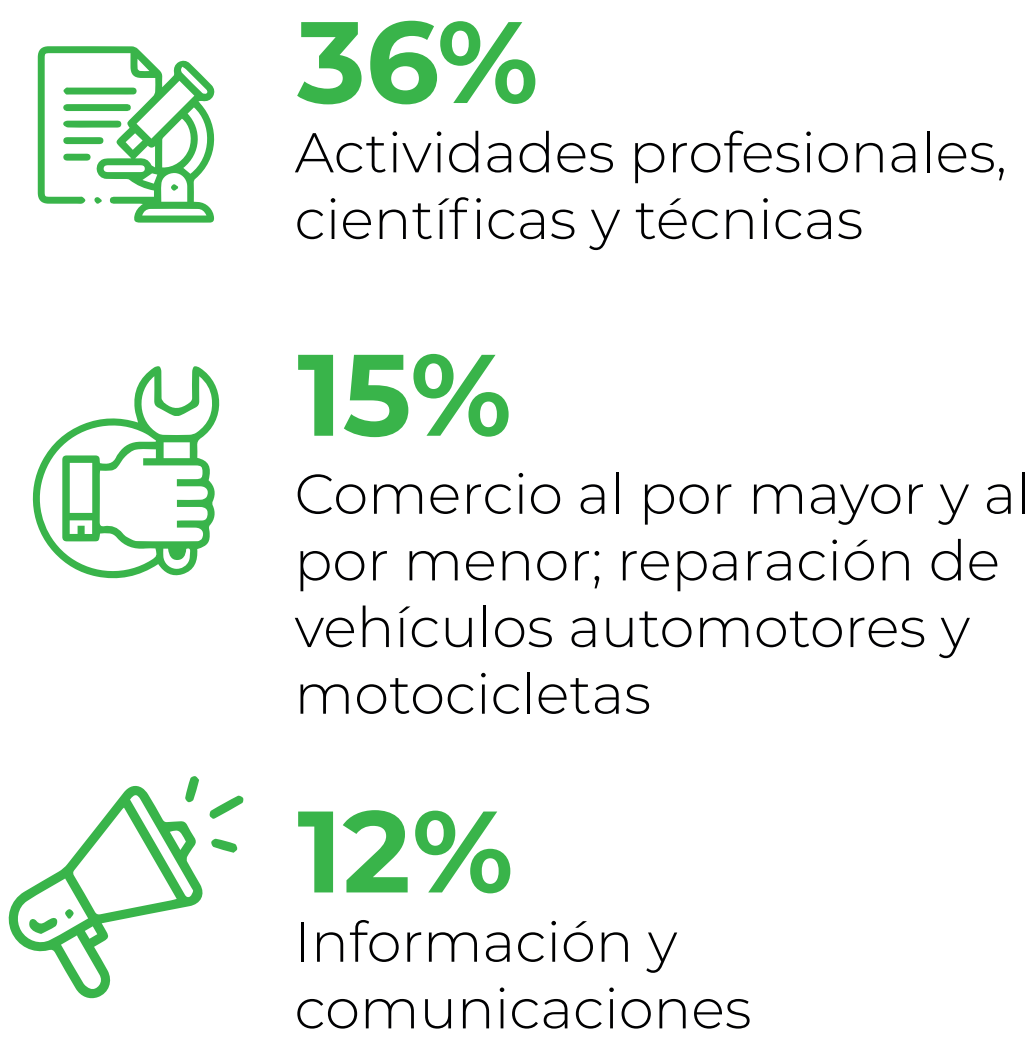 36%
Actividades profesionales,
científicas y técnicas
15%
Comercio al por mayor y al
por menor; reparación de
vehículos automotores y
motocicletas
12%
Información y
comunicaciones